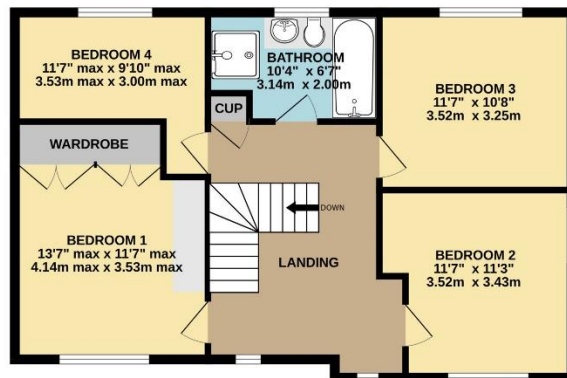 BEDROOM 4
11'7" max x 9'10" max
3.53m max x 3.00m max
BATHROOM
10'4" x 6'7"
3.14m x 2.00m
BEDROOM 3
11'7" x 10'8"
3.52m x 3.25m
CUP
WARDROBE
BEDROOM 1
13'7" max x 11'7" max
4.14m max x 3.53m max
DOWN
LANDING
BEDROOM 2
11'7" x 11'3"
3.52m x 3.43m